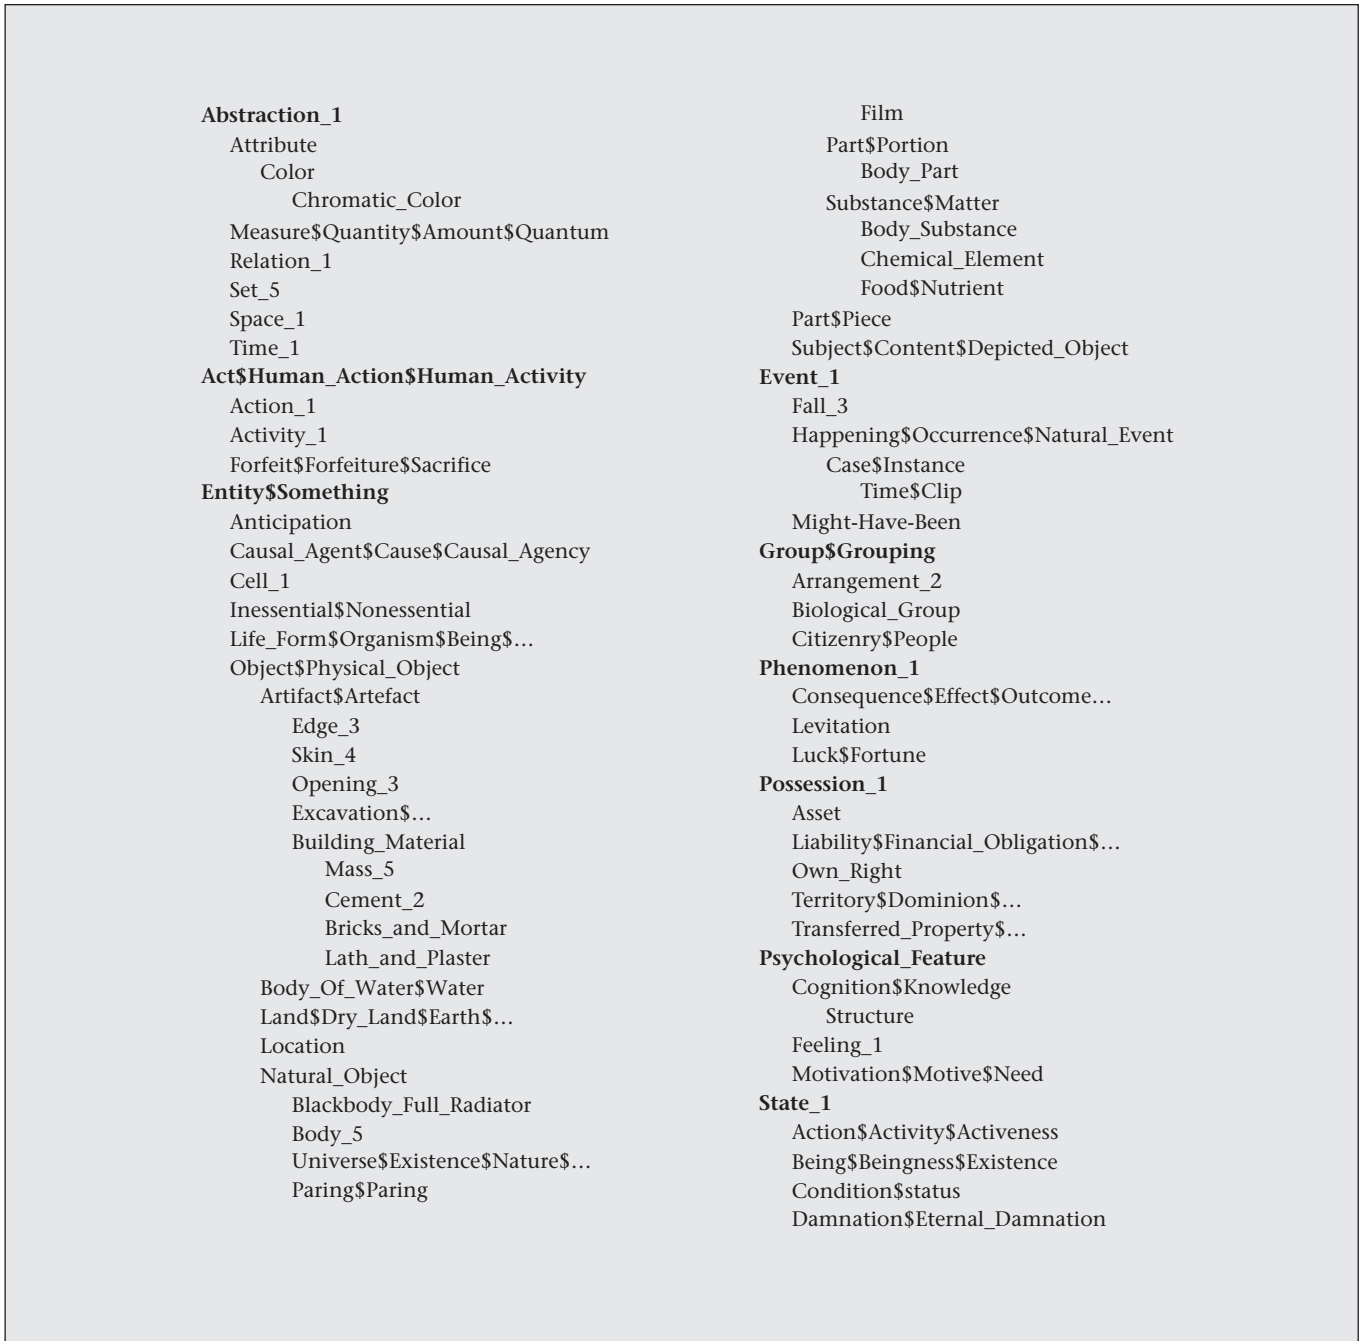 Abstraction_1
Attribute
Color
Chromatic_Color
Measure$Quantity$Amount$Quantum
Relation_1
Set_5
Space_1
Time_1
Act$Human_Action$Human_Activity
Action_1
Activity_1
Forfeit$Forfeiture$Sacrifice
Entity$Something
Anticipation
Causal_Agent$Cause$Causal_Agency
Cell_1
Inessential$Nonessential
Life_Form$Organism$Being$…
Object$Physical_Object
Artifact$Artefact
Edge_3
Skin_4
Opening_3
Excavation$…
Building_Material
Mass_5
Cement_2
Bricks_and_Mortar
Lath_and_Plaster
Body_Of_Water$Water
Land$Dry_Land$Earth$…
Location
Natural_Object
Blackbody_Full_Radiator
Body_5
Universe$Existence$Nature$…
Paring$Paring
Film
Part$Portion
Body_Part
Substance$Matter
Body_Substance
Chemical_Element
Food$Nutrient
Part$Piece
Subject$Content$Depicted_Object
Event_1
Fall_3
Happening$Occurrence$Natural_Event
Case$Instance
Time$Clip
Might-Have-Been
Group$Grouping
Arrangement_2
Biological_Group
Citizenry$People
Phenomenon_1
Consequence$Effect$Outcome…
Levitation
Luck$Fortune
Possession_1
Asset
Liability$Financial_Obligation$…
Own_Right
Territory$Dominion$…
Transferred_Property$…
Psychological_Feature
Cognition$Knowledge
Structure
Feeling_1
Motivation$Motive$Need
State_1
Action$Activity$Activeness
Being$Beingness$Existence
Condition$status
Damnation$Eternal_Damnation